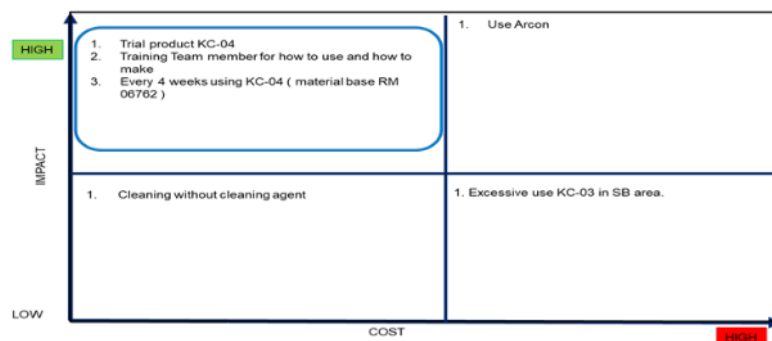 HIGH
1. Trial product KC-04
2. Training Team member for how to use and how to
make
3. Every 4 weeks using KC-04 ( material base RM
06762 )
1. Use Arcon
IMPACT
1. Cleaning without cleaning agent
1. Excessive use KC-03 in SB area.
LOW
COST
HIGH